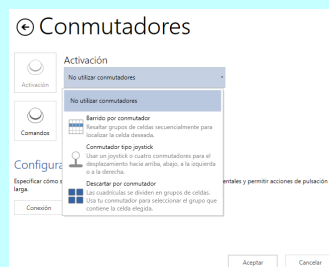 Conmutadores
Activación
No utilizar conmutadores
Activación
No utilizar conmutadores
Barrido por conmutador
Resaltar grupos de celdas secuencialmente para
localizar la celda deseada.
Comandos
Conmutador tipo joystick
Usar un joystick o cuatro conmutadores para el
desplazamiento hacia arriba, abajo, a la izquierda
o a la derecha.
Configura
Descartar por conmutador
Las cuadrículas se dividen en grupos de celdas.
Usa tu conmutador para seleccionar el grupo que
contiene la celda elegida.
Especificar cómo s
entales y permitir acciones de pulsación
larga.
Conexión
Aceptar
Cancelar